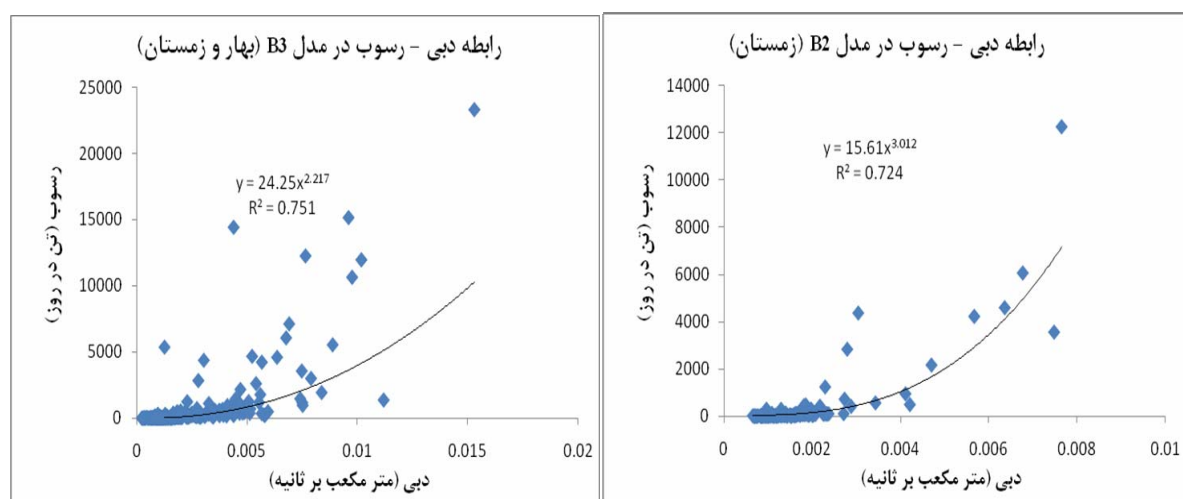 رابطه دبی - رسوب در مدل B3 (بهار و زمستان)
25000
20000
15000
10000
5000
0
y = 24.25x^2.217
R² = 0.751
رسوب (تن در روز)
0
0.005
0.01
0.015
0.02
دبی (متر مکعب بر ثانیه)
رابطه دبی - رسوب در مدل B2 (زمستان)
14000
12000
10000
8000
6000
4000
2000
0
y = 15.61x^3.012
R² = 0.724
رسوب (تن در روز)
0
0.002
0.004
0.006
0.008
0.01
دبی (متر مکعب بر ثانیه)